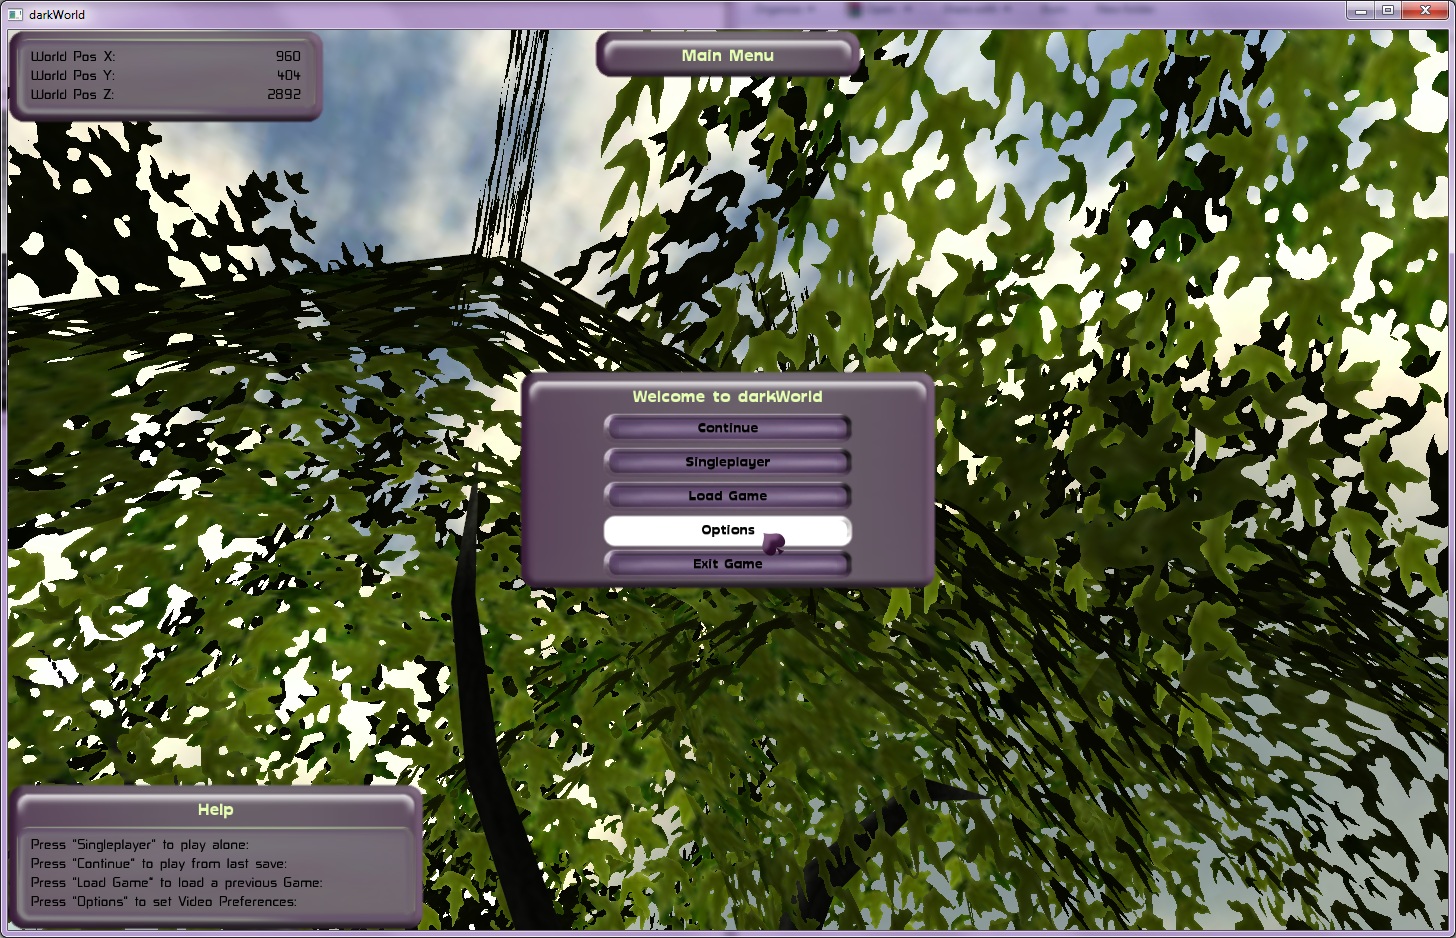 darkWorld
World Pos X: 960
World Pos Y: 404
World Pos Z: 2892
Main Menu
Welcome to darkWorld
Continue
Singleplayer
Load Game
Options
Exit Game
Help
Press "Singleplayer" to play alone:
Press "Continue" to play from last save:
Press "Load Game" to load a previous Game:
Press "Options" to set Video Preferences: